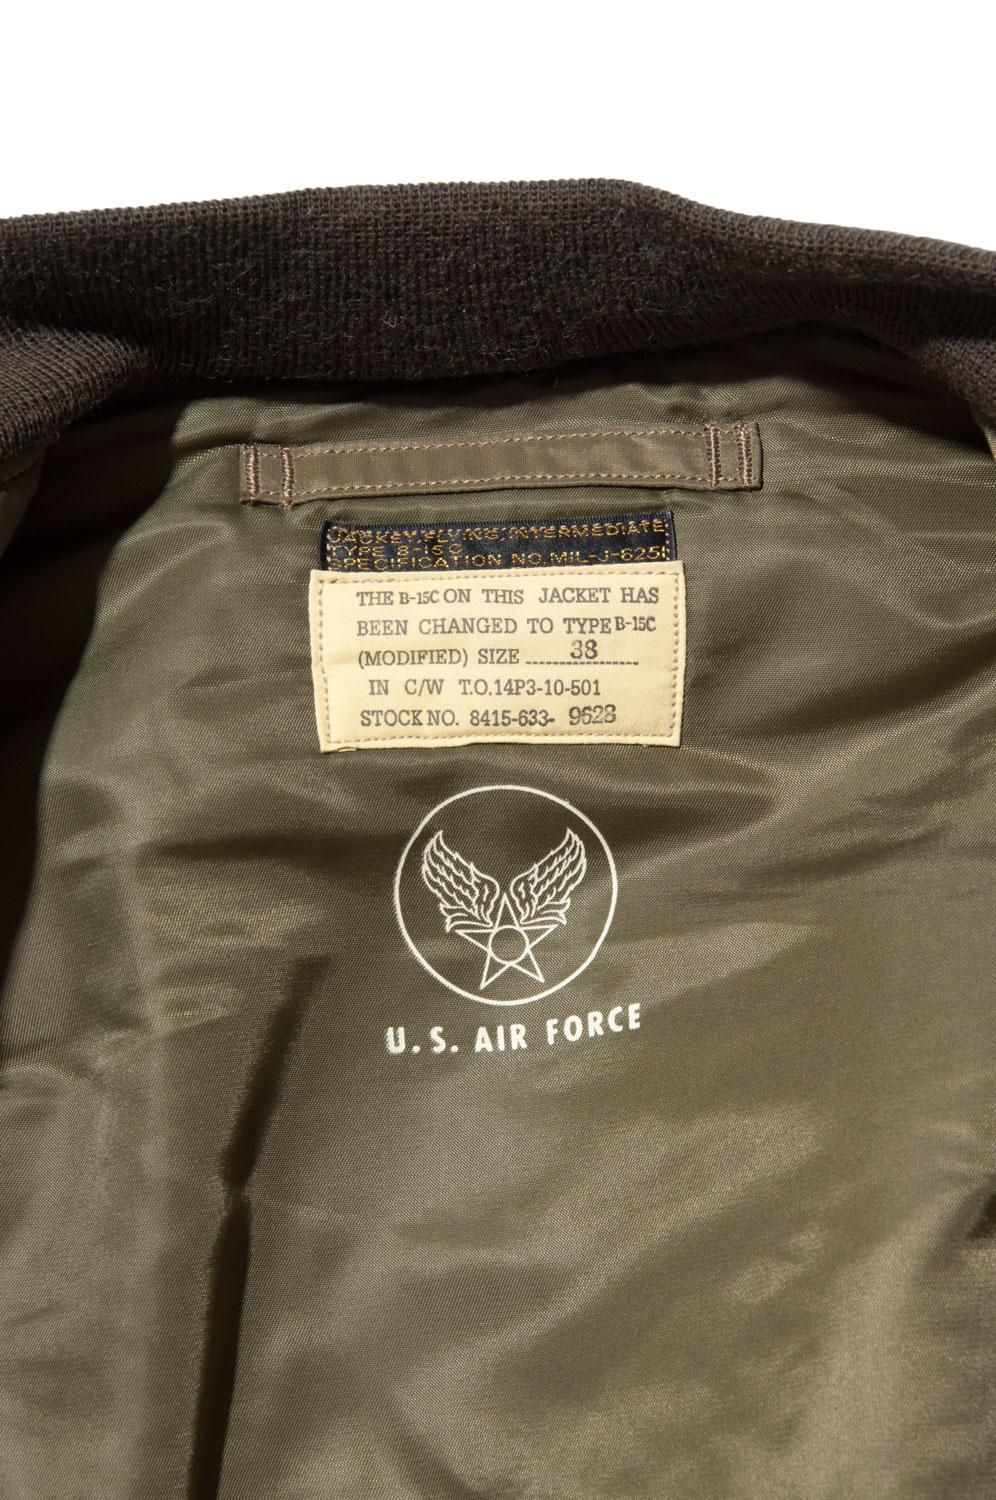 JACKET, FLYING, INTERMEDIATE
TYPE B-15C
SPECIFICATION NO. MIL-J-6251
THE B-15C ON THIS JACKET HAS
BEEN CHANGED TO TYPE B-15C
(MODIFIED) SIZE 38
IN C/W T.O.14P3-10-501
STOCK NO. 8415-633- 9628
U.S. AIR FORCE